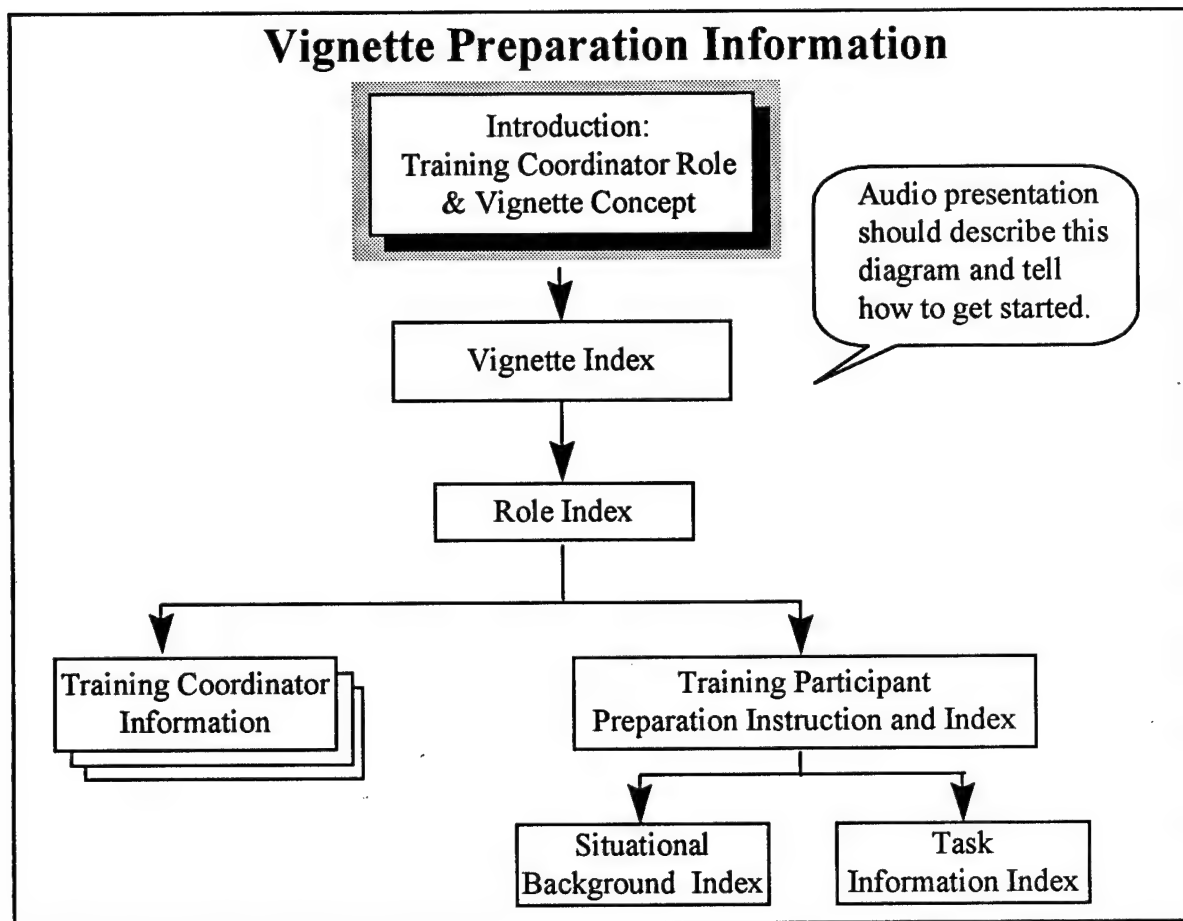 Vignette Preparation Information
Introduction:
Training Coordinator Role
& Vignette Concept
Audio presentation
should describe this
diagram and tell
how to get started.
Vignette Index
Role Index
Training Coordinator
Information
Training Participant
Preparation Instruction and Index
Situational
Background Index
Task
Information Index